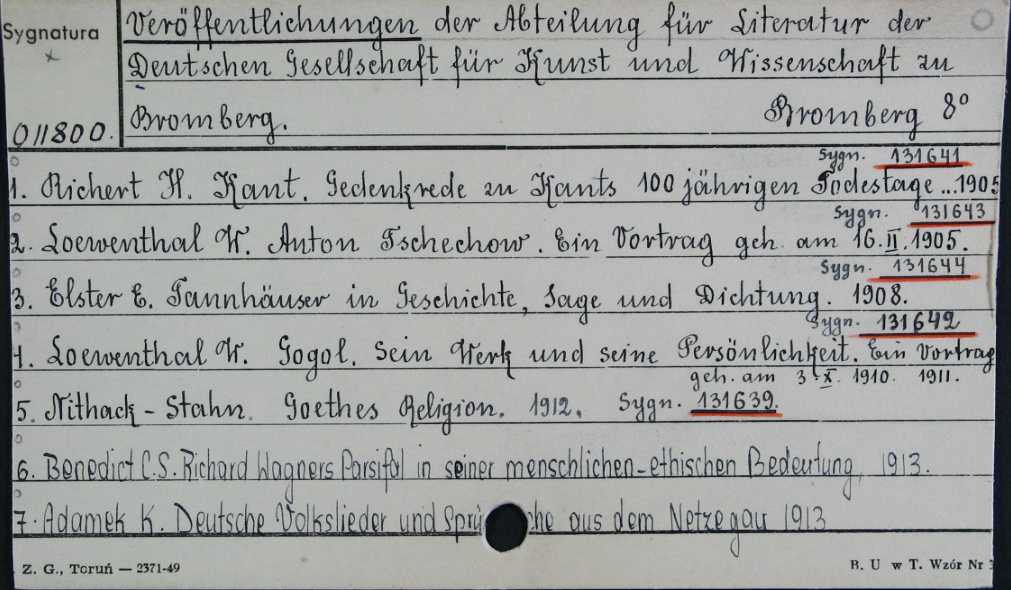 Sygnatura
Veröffentlichungen der Abteilung für Literatur der
Deutschen Gesellschaft für Kunst und Wissenschaft zu
011800.
Bromberg. Bromberg 8°
Sygn. 131641
1. Richert H. Kant. Gedenkrede zu Kants 100 jährigen Todestage ... 1905
Sygn. 131643
2. Loewenthal W. Anton Tschechow. Ein Vortrag geh. am 16.II.1905.
Sygn. 131644
3. Elster E. Tannhäuser in Geschichte, Sage und Dichtung. 1908.
Sygn. 131642
4. Loewenthal W. Gogol. Sein Werk und seine Persönlichkeit. Ein Vortrag
geh. am 3.X. 1910. 1911.
5. Nithack-Stahn. Goethes Religion. 1912. Sygn. 131639.
6. Benedict C.S. Richard Wagners Parsifal in seiner menschlichen-ethischen Bedeutung, 1913.
7. Adamek K. Deutsche Volkslieder und Sprü che aus dem Netzegau 1913
Z. G., Toruń — 2371-49
B. U w T. Wzór Nr